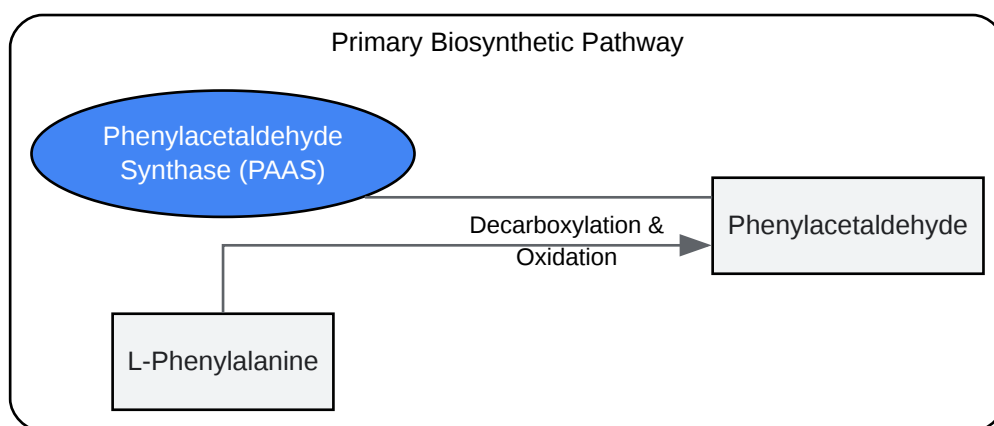 Primary Biosynthetic Pathway
Phenylacetaldehyde
Synthase (PAAS)
Decarboxylation &
Oxidation
Phenylacetaldehyde
L-Phenylalanine